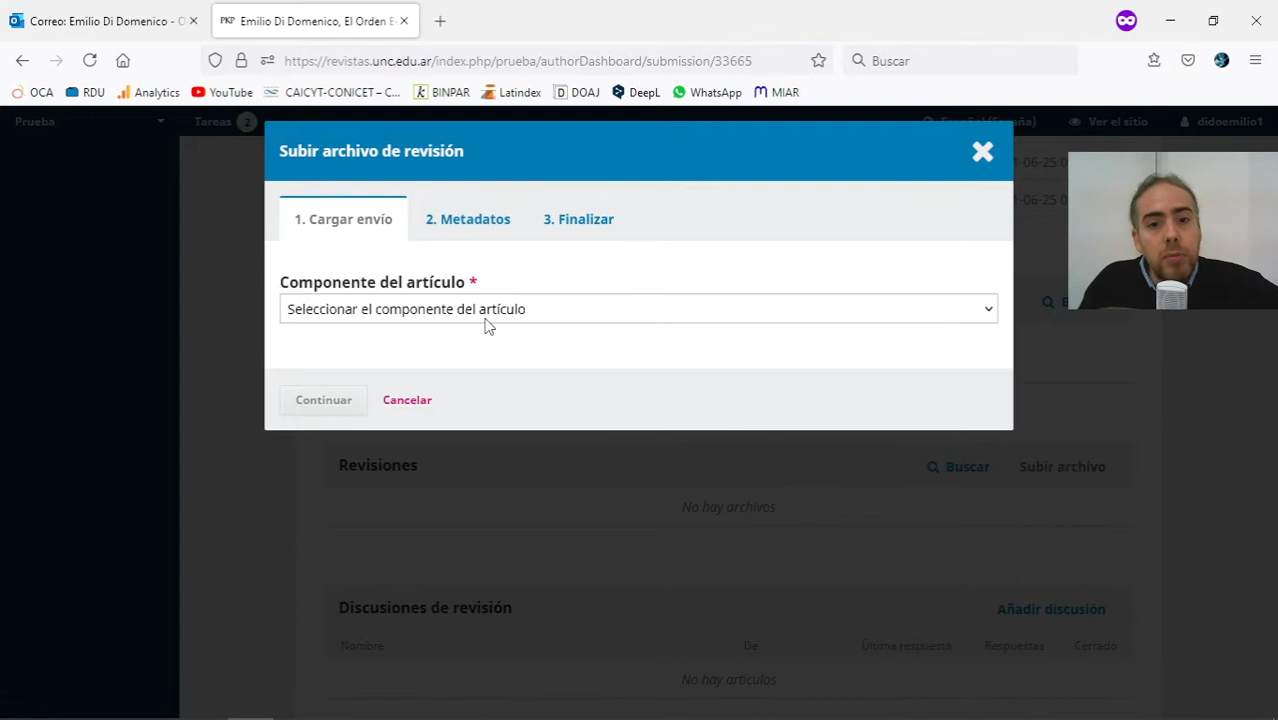 Correo: Emilio Di Domenico - O
PKP Emilio Di Domenico, El Orden E
https://revistas.unc.edu.ar/index.php/prueba/authorDashboard/submission/33665
Buscar
OCA RDU Analytics YouTube CAICYT-CONICET – C... BINPAR Latindex DOAJ DeepL WhatsApp MIAR
Prueba Tareas 2 Español (España) Ver el sitio didoemilio1
Subir archivo de revisión
1. Cargar envío 2. Metadatos 3. Finalizar
Componente del artículo *
Seleccionar el componente del artículo
Continuar Cancelar
Revisiones Buscar Subir archivo
No hay archivos
Discusiones de revisión Añadir discusión
Nombre De Última respuesta Respuestas Cerrado
No hay artículos